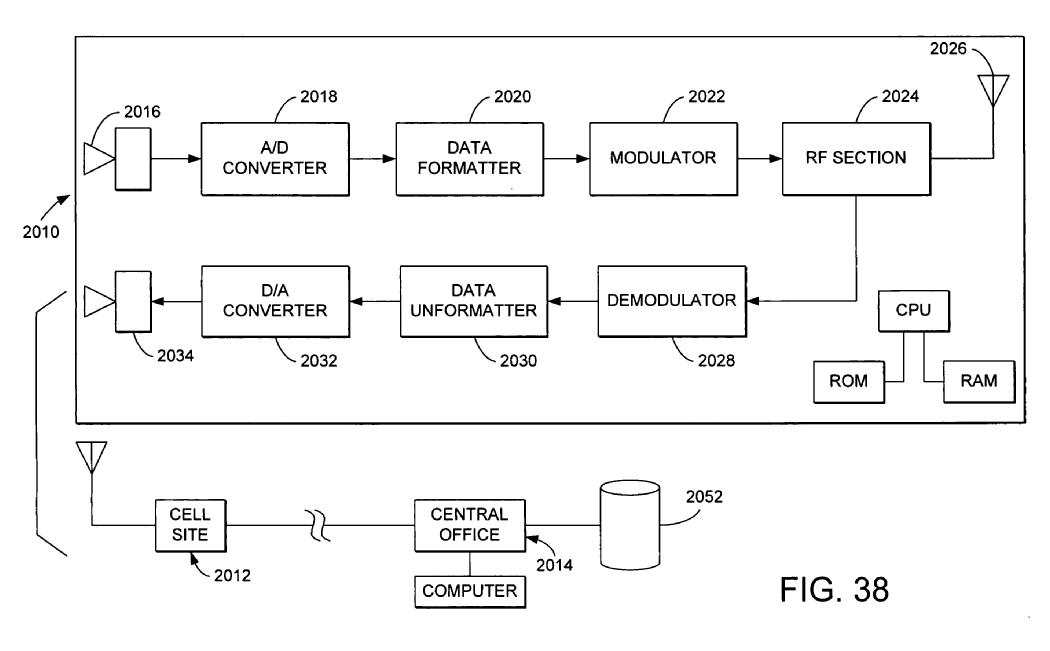 2026
2016
2018
2020
2022
2024
A/D
CONVERTER
DATA
FORMATTER
MODULATOR
RF SECTION
2010
D/A
CONVERTER
DATA
UNFORMATTER
DEMODULATOR
CPU
2034
2032
2030
2028
ROM
RAM
CELL
SITE
CENTRAL
OFFICE
2052
2012
2014
COMPUTER
FIG. 38